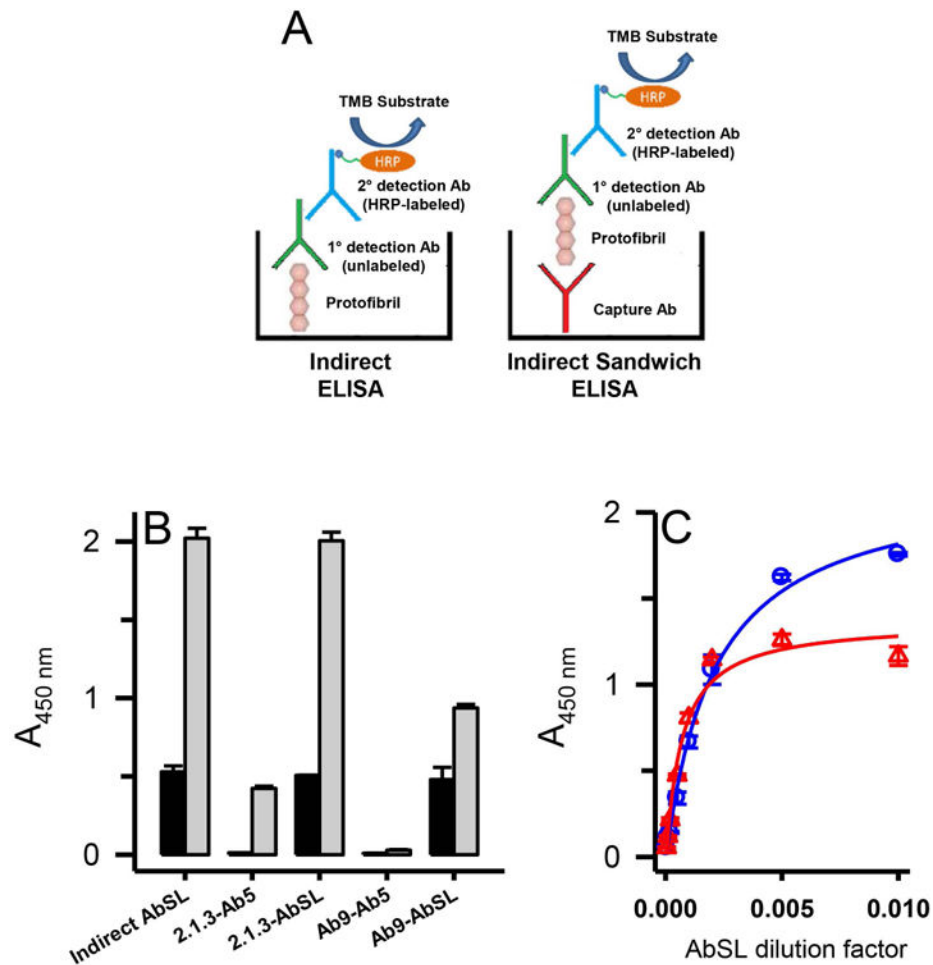 A
TMB Substrate
HRP
2° detection Ab
(HRP-labeled)
1° detection Ab
(unlabeled)
Protofibril
Indirect
ELISA
TMB Substrate
HRP
2° detection Ab
(HRP-labeled)
1° detection Ab
(unlabeled)
Protofibril
Capture Ab
Indirect Sandwich
ELISA
B
A450 nm
2
1
0
Indirect AbSL
2.1.3-Ab5
2.1.3-AbSL
Ab9-Ab5
Ab9-AbSL
C
A450 nm
2
1
0
0.000
0.005
0.010
AbSL dilution factor